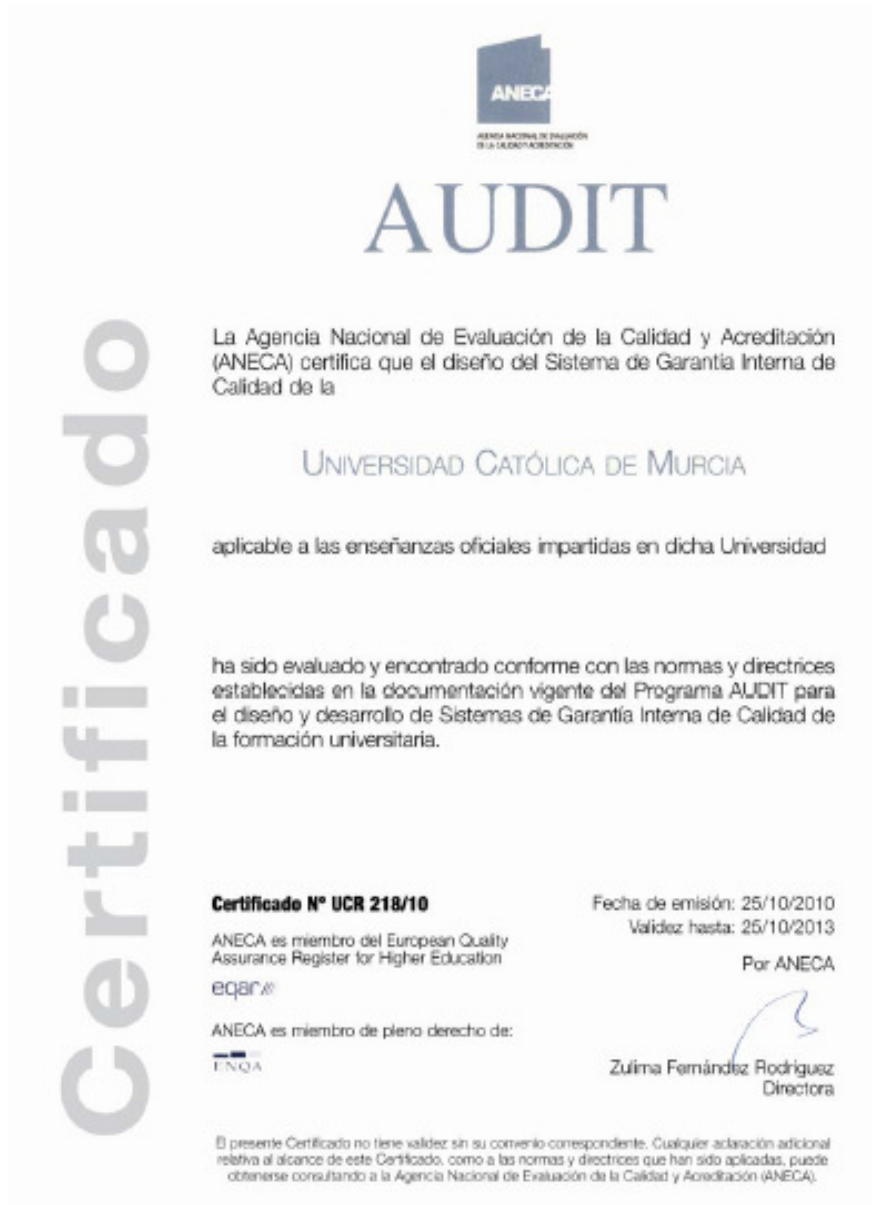 ANECA
AGENCIA NACIONAL DE EVALUACIÓN
DE LA CALIDAD Y ACREDITACIÓN
AUDIT
Certificado
La Agencia Nacional de Evaluación de la Calidad y Acreditación
(ANECA) certifica que el diseño del Sistema de Garantía Interna de
Calidad de la
UNIVERSIDAD CATÓLICA DE MURCIA
aplicable a las enseñanzas oficiales impartidas en dicha Universidad
ha sido evaluado y encontrado conforme con las normas y directrices
establecidas en la documentación vigente del Programa AUDIT para
el diseño y desarrollo de Sistemas de Garantía Interna de Calidad de
la formación universitaria.
Certificado Nº UCR 218/10
Fecha de emisión: 25/10/2010
Validez hasta: 25/10/2013
ANECA es miembro del European Quality
Assurance Register for Higher Education
Por ANECA
eqar///
ANECA es miembro de pleno derecho de:
ENQA
Zulima Fernández Rodríguez
Directora
El presente Certificado no tiene validez sin su convenio correspondiente. Cualquier aclaración adicional
relativa al alcance de este Certificado, como a las normas y directrices que han sido aplicadas, puede
obtenerse consultando a la Agencia Nacional de Evaluación de la Calidad y Acreditación (ANECA).